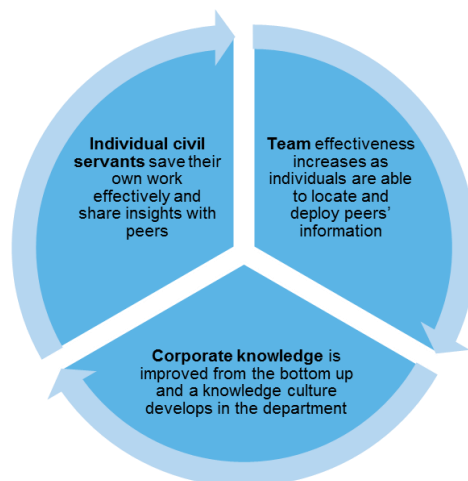 Individual civil
servants save their
own work
effectively and
share insights with
peers
Team effectiveness
increases as
individuals are able
to locate and
deploy peers’
information
Corporate knowledge is
improved from the bottom up
and a knowledge culture
develops in the department